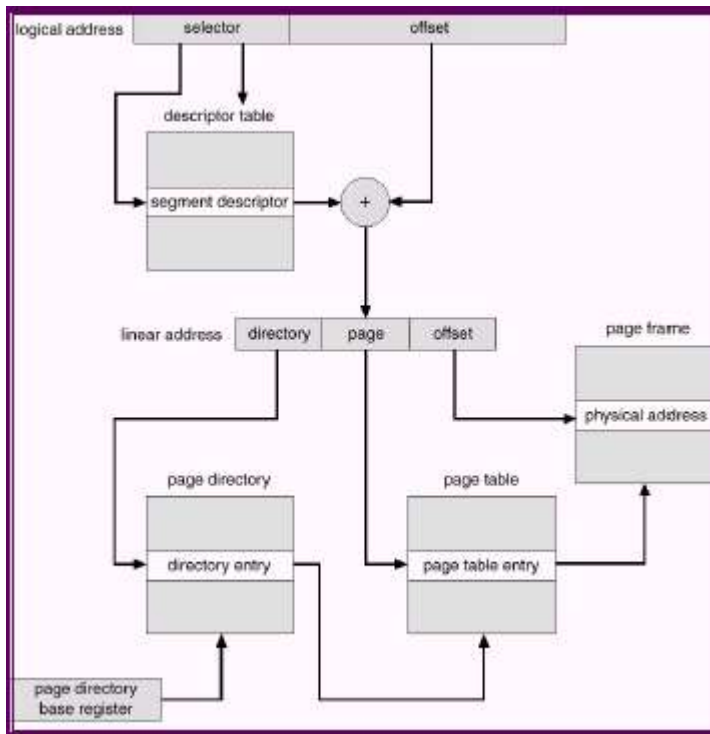 logical address
selector
offset
descriptor table
segment descriptor
+
linear address
directory
page
offset
page frame
physical address
page directory
page table
directory entry
page table entry
page directory
base register